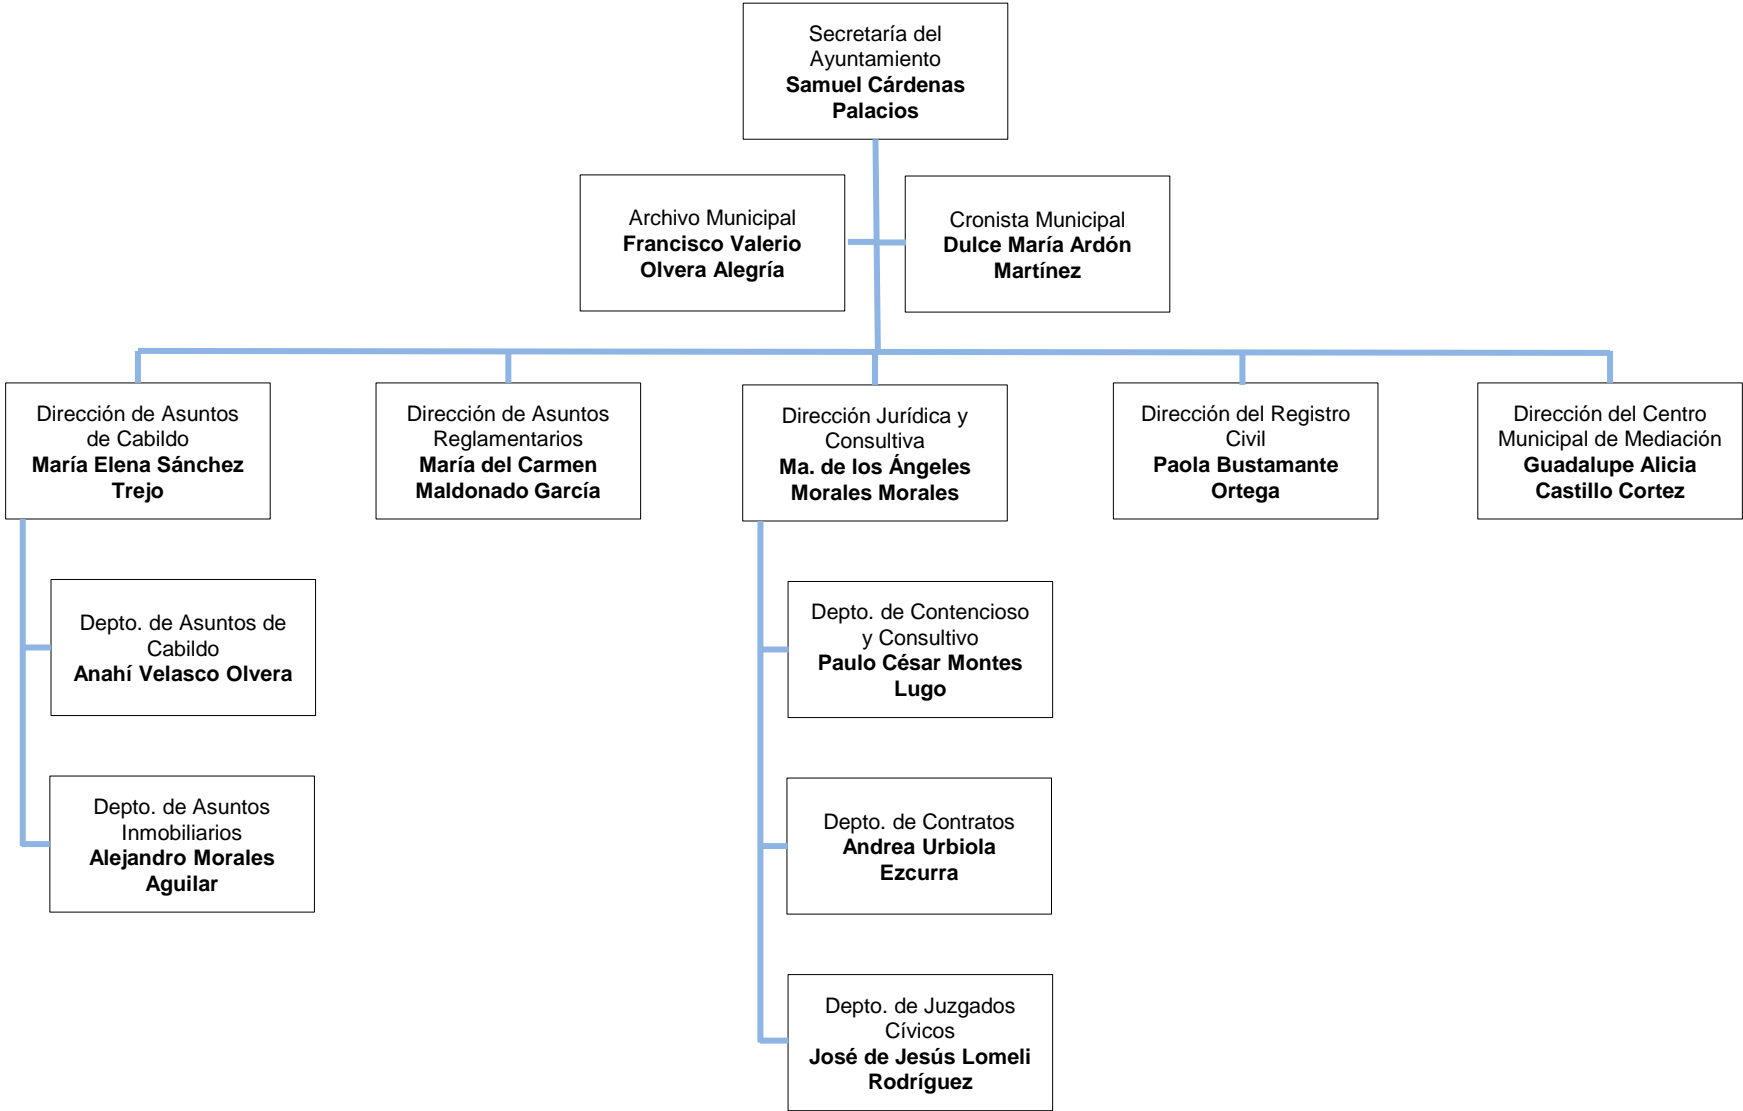 Secretaría del
Ayuntamiento
Samuel Cárdenas
Palacios
Archivo Municipal
Francisco Valerio
Olvera Alegría
Cronista Municipal
Dulce María Ardón
Martínez
Dirección de Asuntos
de Cabildo
María Elena Sánchez
Trejo
Dirección de Asuntos
Reglamentarios
María del Carmen
Maldonado García
Dirección Jurídica y
Consultiva
Ma. de los Ángeles
Morales Morales
Dirección del Registro
Civil
Paola Bustamante
Ortega
Dirección del Centro
Municipal de Mediación
Guadalupe Alicia
Castillo Cortez
Depto. de Asuntos de
Cabildo
Anahí Velasco Olvera
Depto. de Asuntos
Inmobiliarios
Alejandro Morales
Aguilar
Depto. de Contencioso
y Consultivo
Paulo César Montes
Lugo
Depto. de Contratos
Andrea Urbiola
Ezcurra
Depto. de Juzgados
Cívicos
José de Jesús Lomeli
Rodríguez